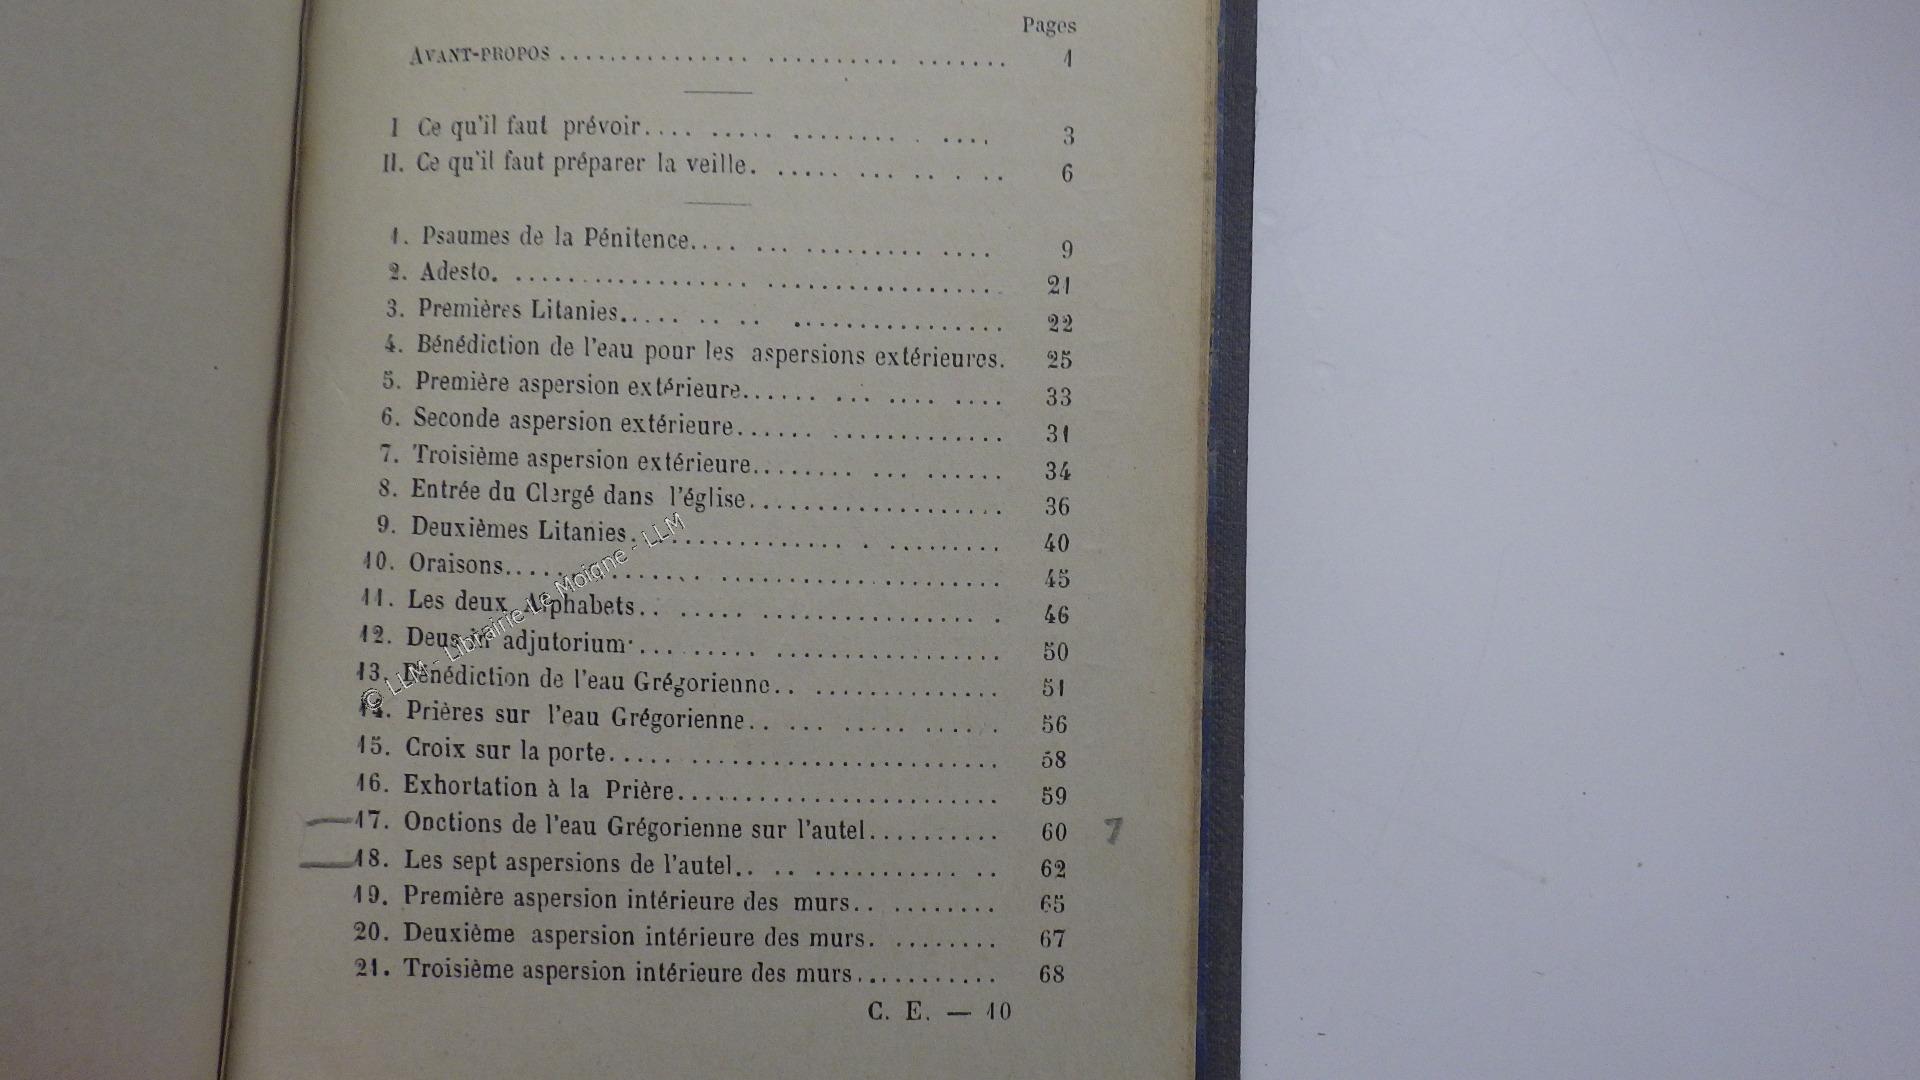 Pages
AVANT-PROPOS ........................... 1
I Ce qu'il faut prévoir.... ..... ........ . .... 3
II. Ce qu'il faut préparer la veille. ..... ... .. . .. 6
1. Psaumes de la Pénitence.... ... ......... .... 9
2. Adesto. .................................. 21
3. Premières Litanies..... .. .. ................ 22
4. Bénédiction de l'eau pour les aspersions extérieures. 25
5. Première aspersion extérieure...... ... .... .... 33
6. Seconde aspersion extérieure...... ............. 31
7. Troisième aspersion extérieure........ ... ...... 34
8. Entrée du Clergé dans l'église................... 36
9. Deuxièmes Litanies................. . ......... 40
10. Oraisons.................................... 45
11. Les deux Alphabets.. ..... .............. . 46
12. Deus in adjutorium.... ..... ................. 50
13. Bénédiction de l'eau Grégorienne.. .............. 51
14. Prières sur l'eau Grégorienne.. ... ..... ...... . 56
15. Croix sur la porte..... ....................... 58
16. Exhortation à la Prière........................ 59
17. Onctions de l'eau Grégorienne sur l'autel.......... 60 7
18. Les sept aspersions de l'autel.. .. ........... .. 62
19. Première aspersion intérieure des murs.. ........ 65
20. Deuxième aspersion intérieure des murs. ........ 67
21. Troisième aspersion intérieure des murs........... 68
C. E. — 10
© LLM - Librairie Le Moigne - LLM